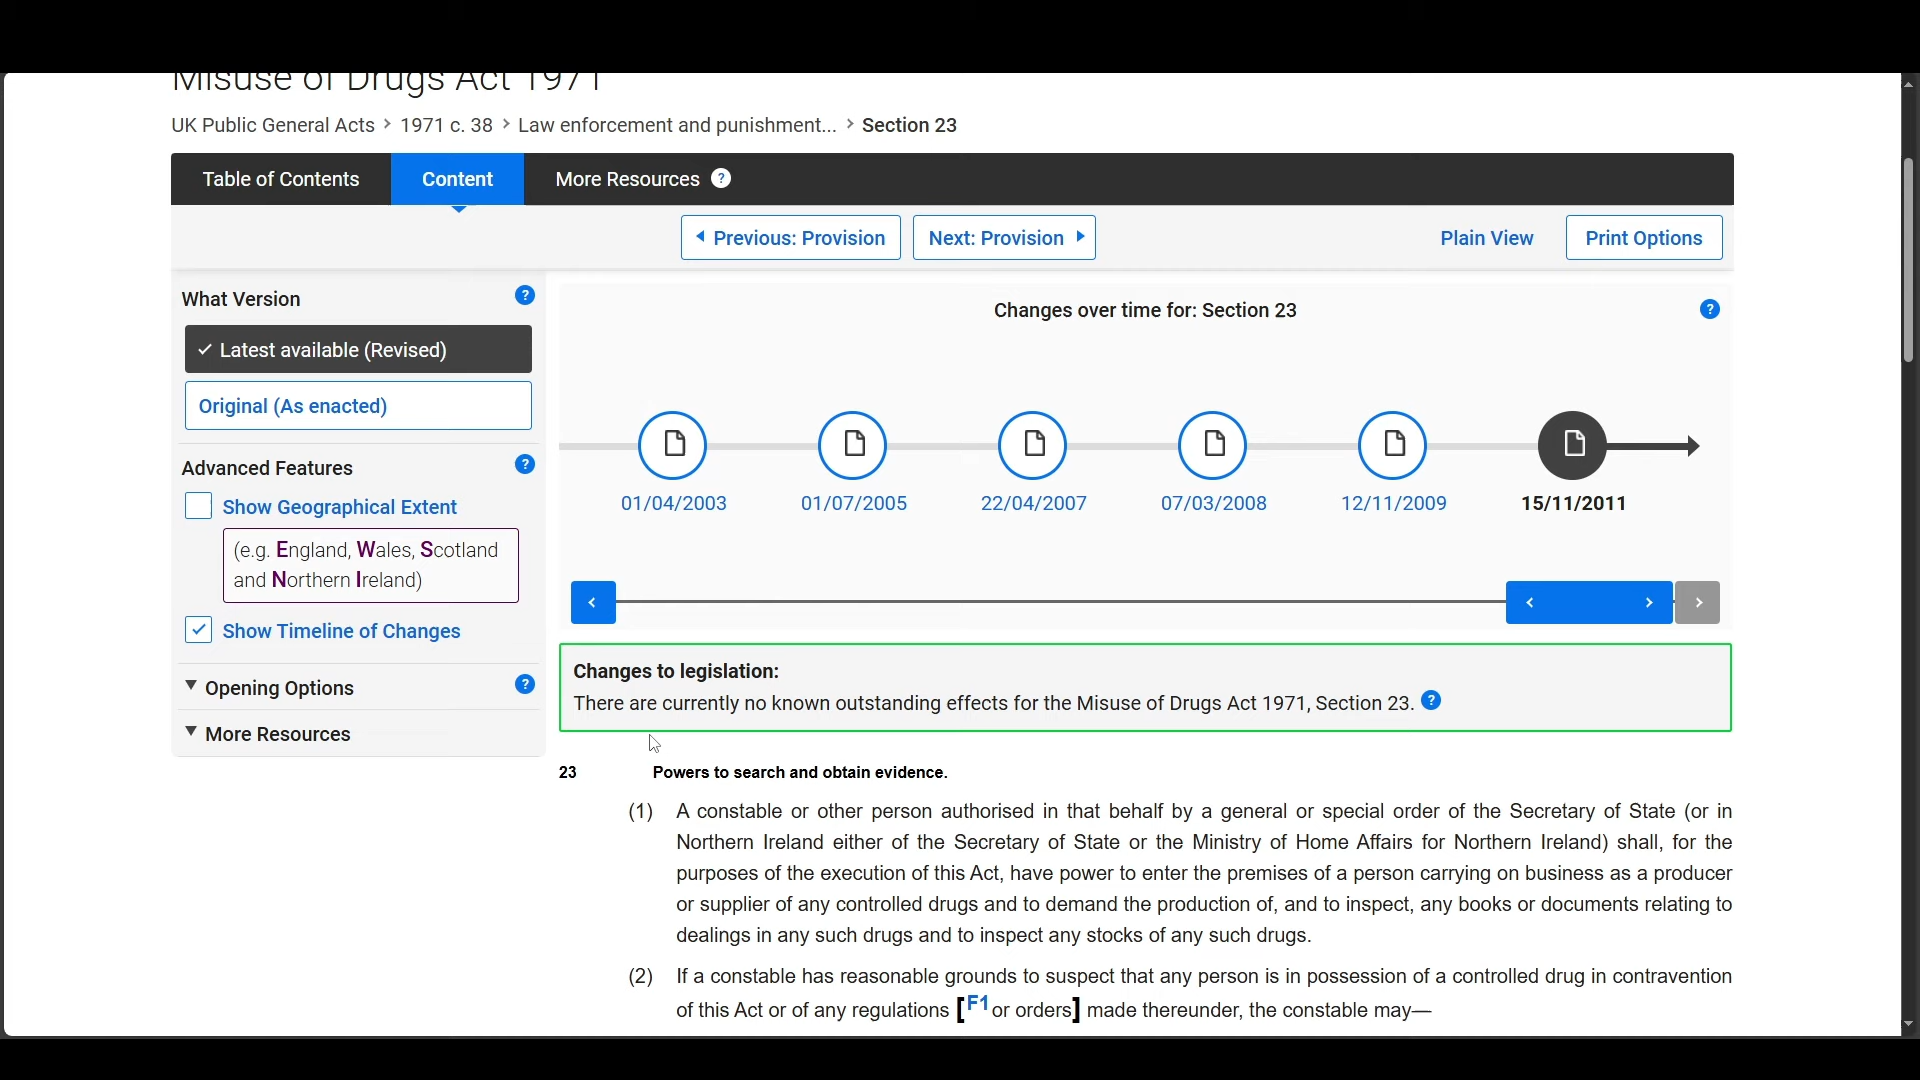 Misuse of Drugs Act 1971
UK Public General Acts > 1971 c. 38 > Law enforcement and punishment... > Section 23
Table of Contents
Content
More Resources ?
Previous: Provision
Next: Provision
Plain View
Print Options
What Version ?
Latest available (Revised)
Original (As enacted)
Advanced Features ?
Show Geographical Extent
(e.g. England, Wales, Scotland
and Northern Ireland)
Show Timeline of Changes
Opening Options ?
More Resources
Changes over time for: Section 23 ?
01/04/2003
01/07/2005
22/04/2007
07/03/2008
12/11/2009
15/11/2011
Changes to legislation:
There are currently no known outstanding effects for the Misuse of Drugs Act 1971, Section 23. ?
23 Powers to search and obtain evidence.
(1) A constable or other person authorised in that behalf by a general or special order of the Secretary of State (or in
Northern Ireland either of the Secretary of State or the Ministry of Home Affairs for Northern Ireland) shall, for the
purposes of the execution of this Act, have power to enter the premises of a person carrying on business as a producer
or supplier of any controlled drugs and to demand the production of, and to inspect, any books or documents relating to
dealings in any such drugs and to inspect any stocks of any such drugs.
(2) If a constable has reasonable grounds to suspect that any person is in possession of a controlled drug in contravention
of this Act or of any regulations [F1 or orders] made thereunder, the constable may—